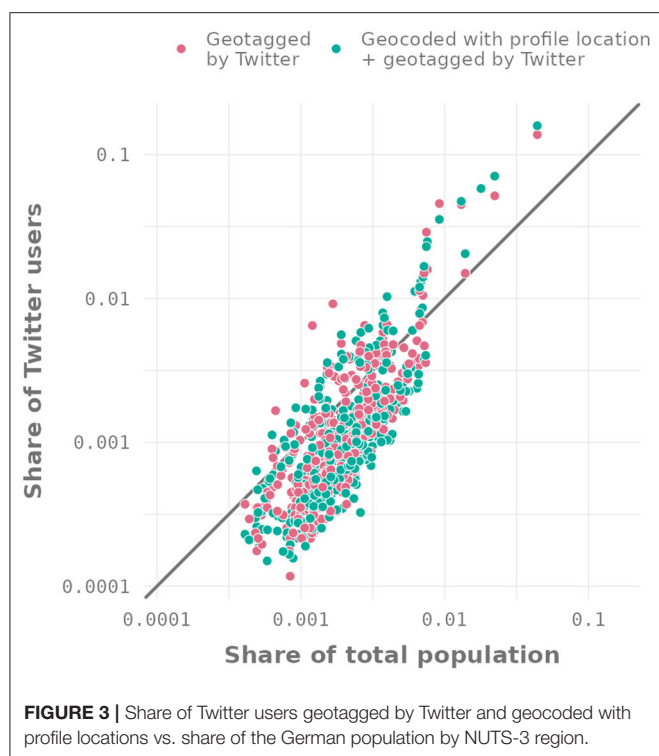 Geotagged
by Twitter
Geocoded with profile location
+ geotagged by Twitter
Share of Twitter users
0.1
0.01
0.001
0.0001
0.0001
0.001
0.01
0.1
Share of total population
FIGURE 3 | Share of Twitter users geotagged by Twitter and geocoded with
profile locations vs. share of the German population by NUTS-3 region.